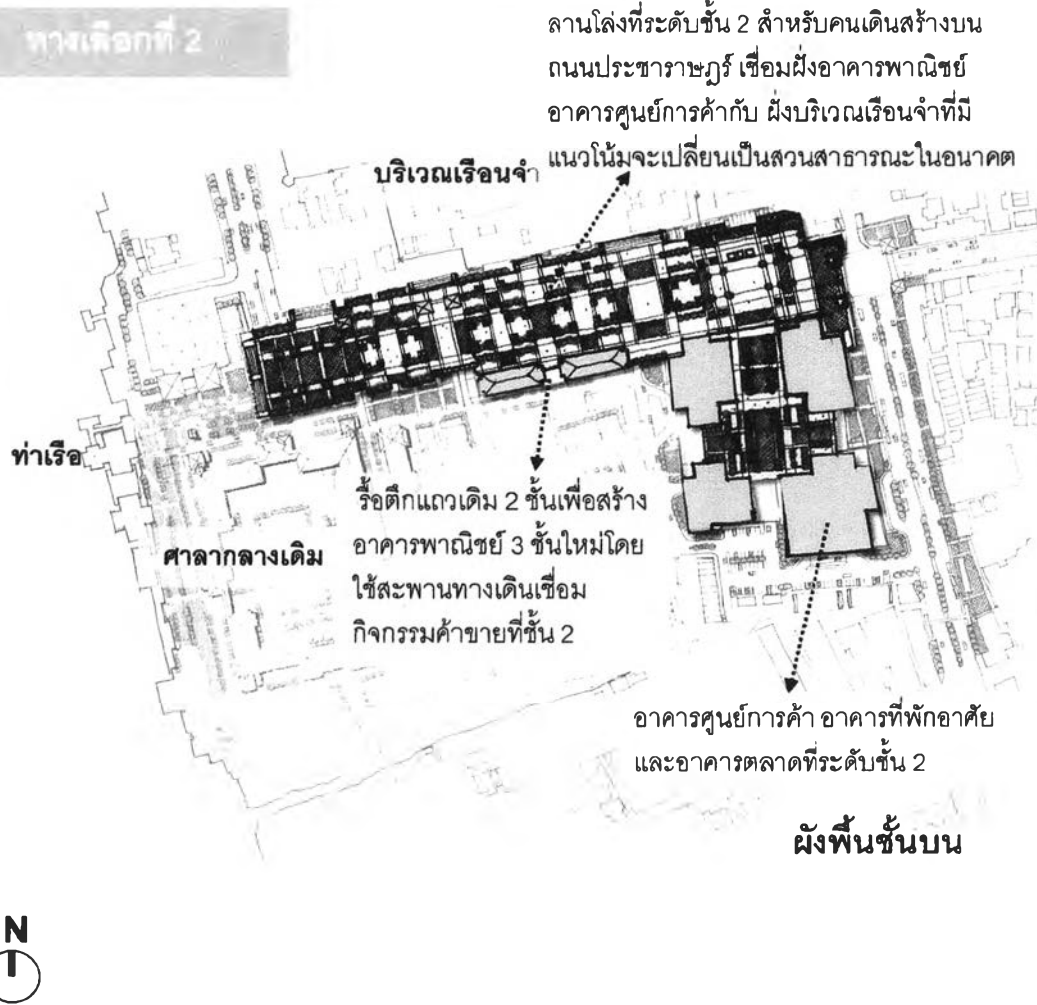 ทางเลือกที่ 2
ลานโล่งที่ระดับชั้น 2 สำหรับคนเดินสร้างบน
ถนนประชาราษฎร์ เชื่อมฝั่งอาคารพาณิชย์
อาคารศูนย์การค้ากับ ฝั่งบริเวณเรือนจำที่มี
แนวโน้มจะเปลี่ยนเป็นสวนสาธารณะในอนาคต
บริเวณเรือนจำ
ท่าเรือ
ศาลากลางเดิม
รื้อตึกแถวเดิม 2 ชั้นเพื่อสร้าง
อาคารพาณิชย์ 3 ชั้นใหม่โดย
ใช้สะพานทางเดินเชื่อม
กิจกรรมค้าขายที่ชั้น 2
อาคารศูนย์การค้า อาคารที่พักอาศัย
และอาคารตลาดที่ระดับชั้น 2
ผังพื้นชั้นบน
N